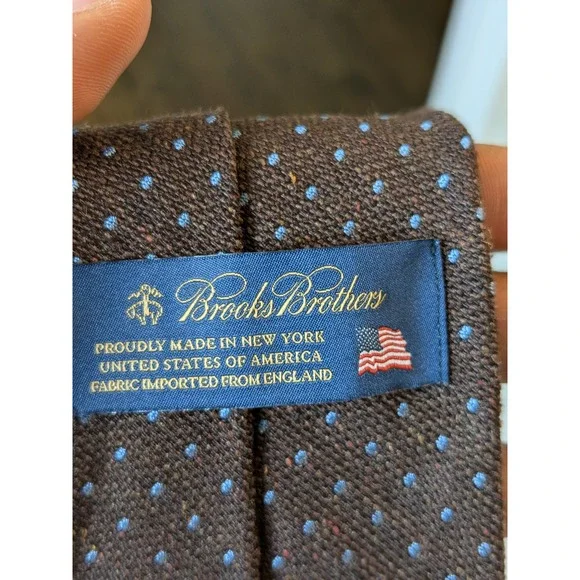 Brooks Brothers
PROUDLY MADE IN NEW YORK
UNITED STATES OF AMERICA
FABRIC IMPORTED FROM ENGLAND